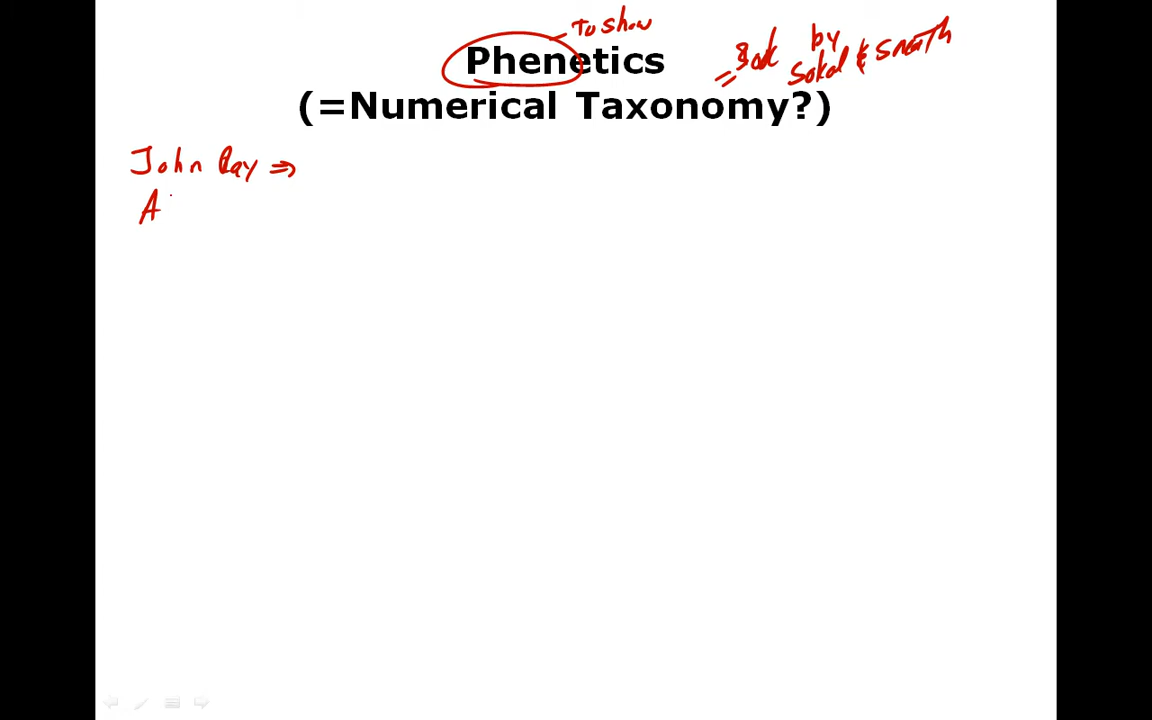 To show
Phenetics
= Book by
Sokal & Sneath
(=Numerical Taxonomy?)
John Ray ⇒
A